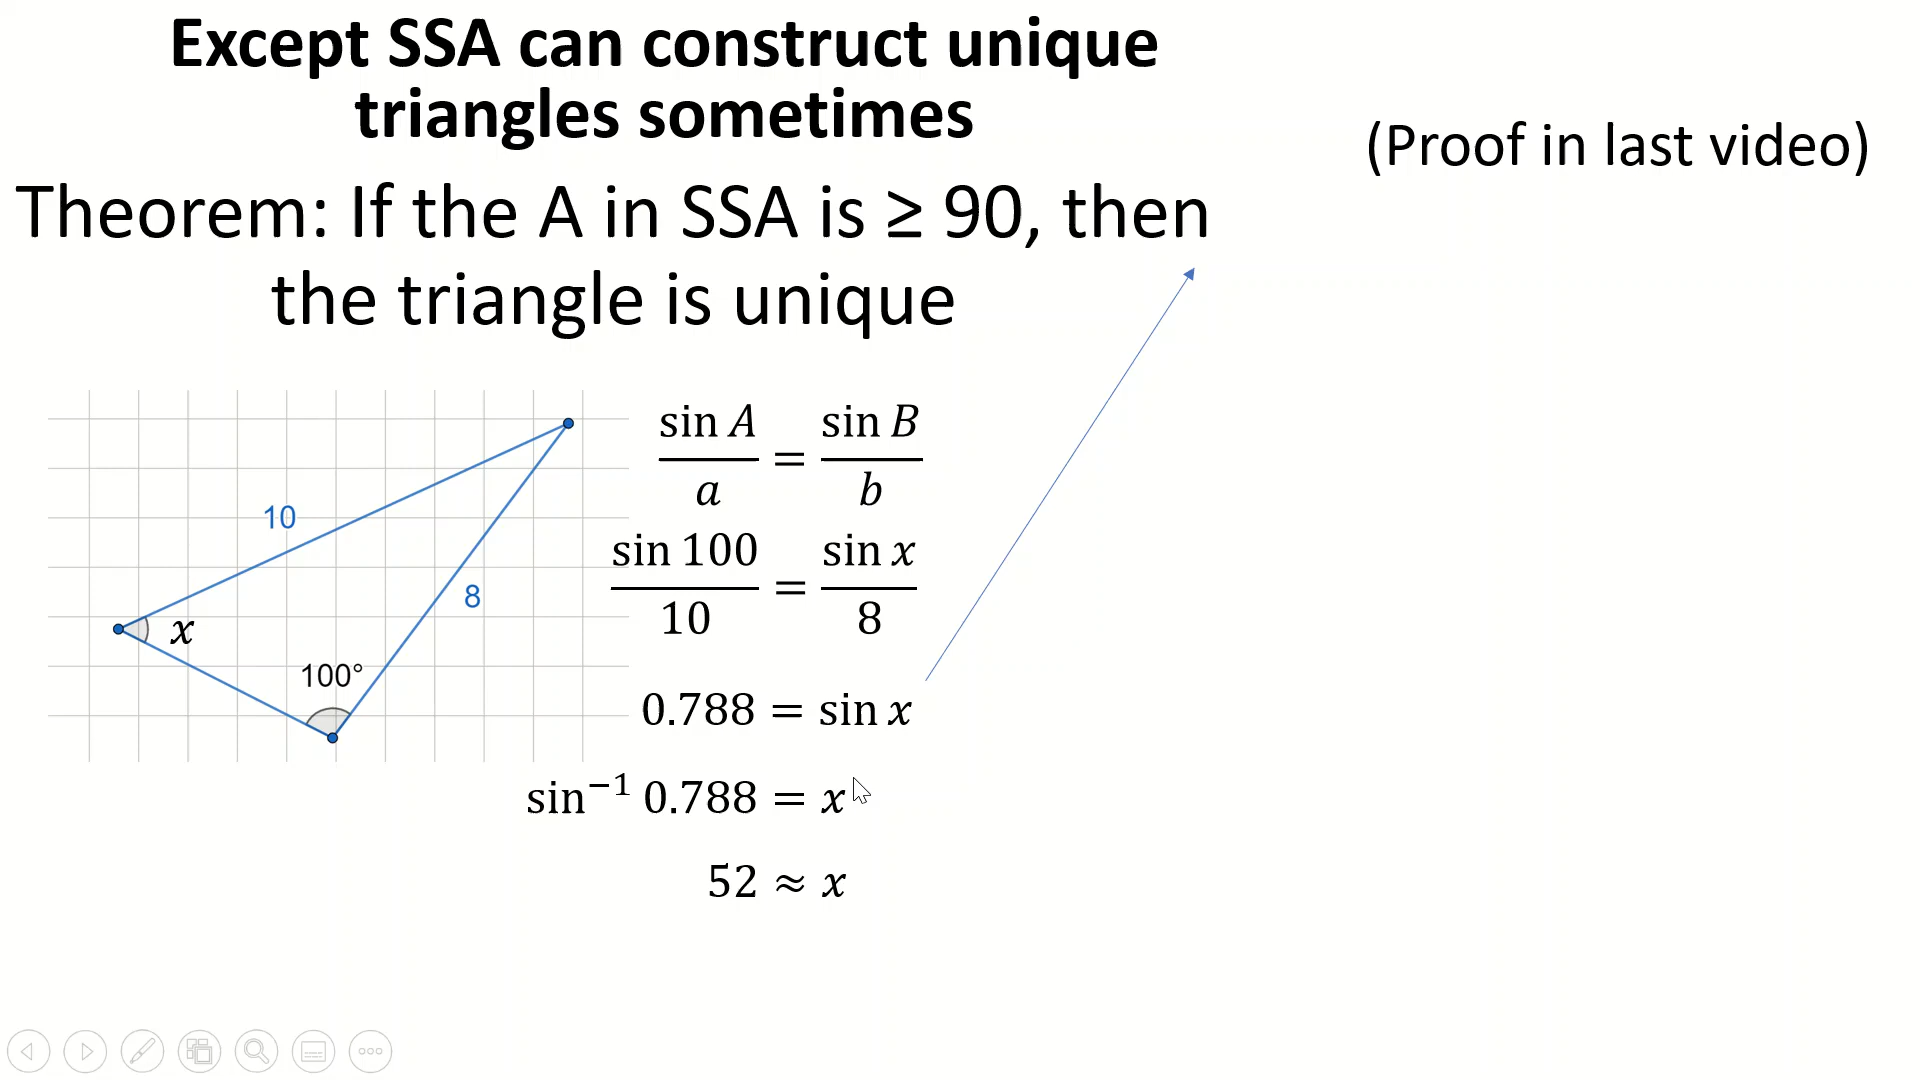 Except SSA can construct unique
triangles sometimes
(Proof in last video)
Theorem: If the A in SSA is ≥ 90, then
the triangle is unique
10
8
x
100°
sin A / a = sin B / b
sin 100 / 10 = sin x / 8
0.788 = sin x
sin⁻¹ 0.788 = x
52 ≈ x